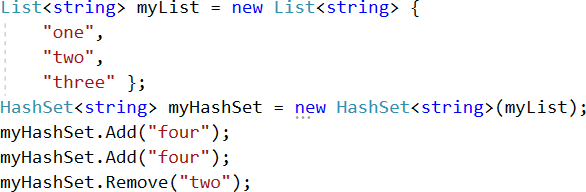 List<string> myList = new List<string> {
    "one",
    "two",
    "three" };
HashSet<string> myHashSet = new HashSet<string>(myList);
myHashSet.Add("four");
myHashSet.Add("four");
myHashSet.Remove("two");